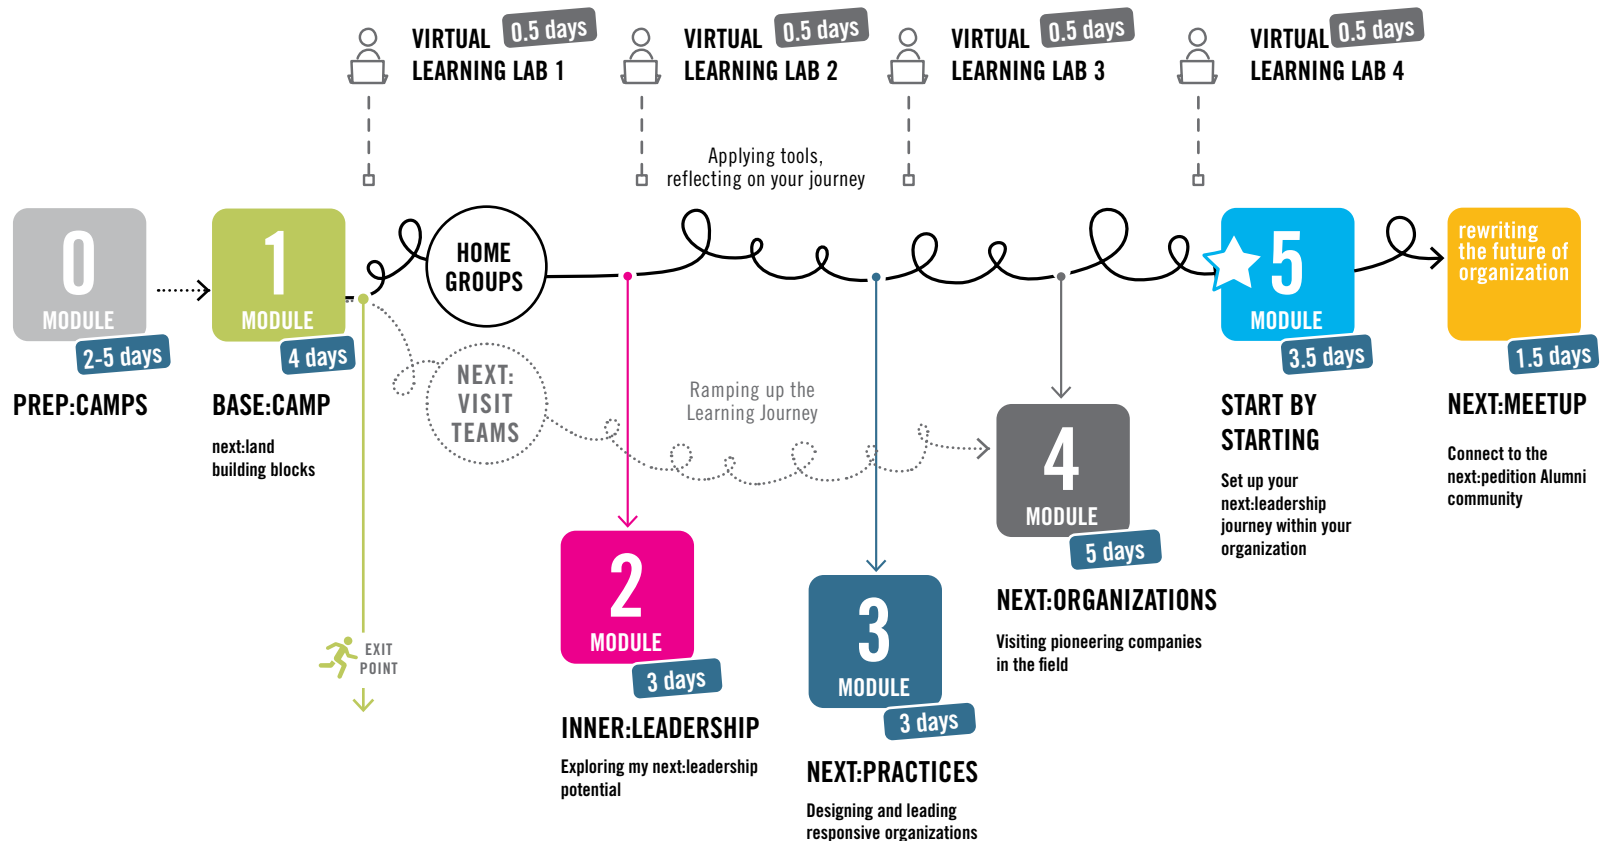 VIRTUAL 0.5 days
LEARNING LAB 1
VIRTUAL 0.5 days
LEARNING LAB 2
VIRTUAL 0.5 days
LEARNING LAB 3
VIRTUAL 0.5 days
LEARNING LAB 4
Applying tools,
reflecting on your journey
0
MODULE
2-5 days
PREP:CAMPS
1
MODULE
4 days
BASE:CAMP
next:land
building blocks
EXIT
POINT
HOME
GROUPS
NEXT:
VISIT
TEAMS
Ramping up the
Learning Journey
2
MODULE
3 days
INNER:LEADERSHIP
Exploring my next:leadership
potential
3
MODULE
3 days
NEXT:PRACTICES
Designing and leading
responsive organizations
4
MODULE
5 days
NEXT:ORGANIZATIONS
Visiting pioneering companies
in the field
5
MODULE
3.5 days
START BY
STARTING
Set up your
next:leadership
journey within your
organization
rewriting
the future of
organization
1.5 days
NEXT:MEETUP
Connect to the
next:pedition Alumni
community